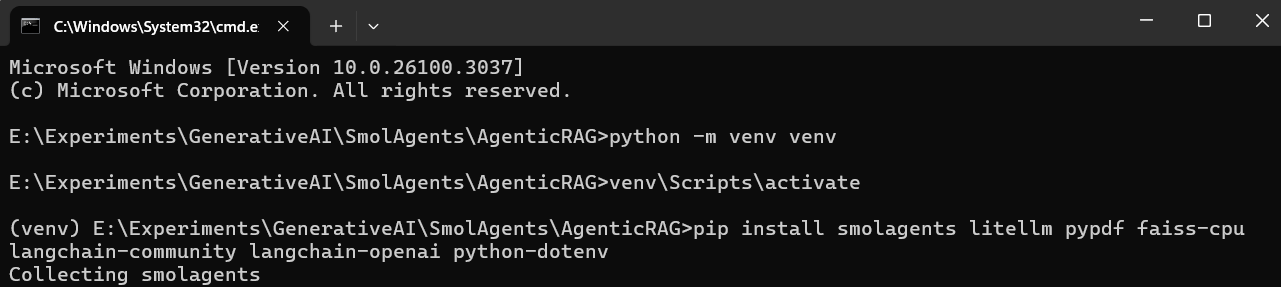 C:\Windows\System32\cmd.e
Microsoft Windows [Version 10.0.26100.3037]
(c) Microsoft Corporation. All rights reserved.
E:\Experiments\GenerativeAI\SmolAgents\AgenticRAG>python -m venv venv
E:\Experiments\GenerativeAI\SmolAgents\AgenticRAG>venv\Scripts\activate
(venv) E:\Experiments\GenerativeAI\SmolAgents\AgenticRAG>pip install smolagents litellm pypdf faiss-cpu
langchain-community langchain-openai python-dotenv
Collecting smolagents